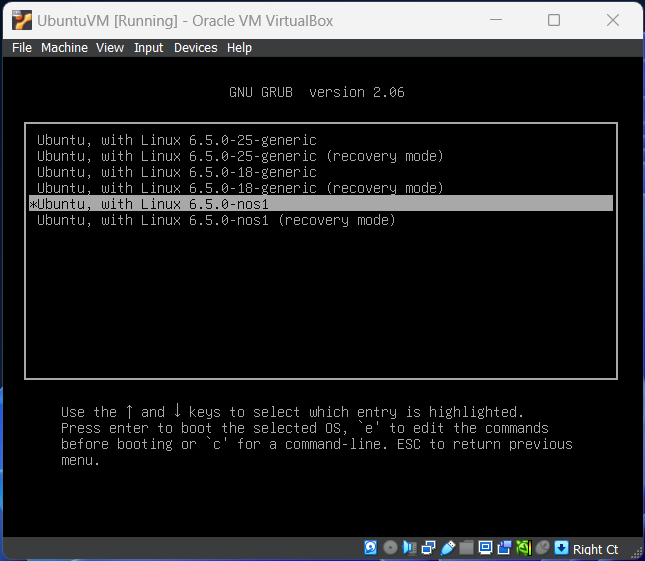 UbuntuVM [Running] - Oracle VM VirtualBox
File Machine View Input Devices Help
GNU GRUB version 2.06
Ubuntu, with Linux 6.5.0-25-generic
Ubuntu, with Linux 6.5.0-25-generic (recovery mode)
Ubuntu, with Linux 6.5.0-18-generic
Ubuntu, with Linux 6.5.0-18-generic (recovery mode)
*Ubuntu, with Linux 6.5.0-nos1
Ubuntu, with Linux 6.5.0-nos1 (recovery mode)
Use the ↑ and ↓ keys to select which entry is highlighted.
Press enter to boot the selected OS, `e' to edit the commands
before booting or `c' for a command-line. ESC to return previous
menu.
Right Ct